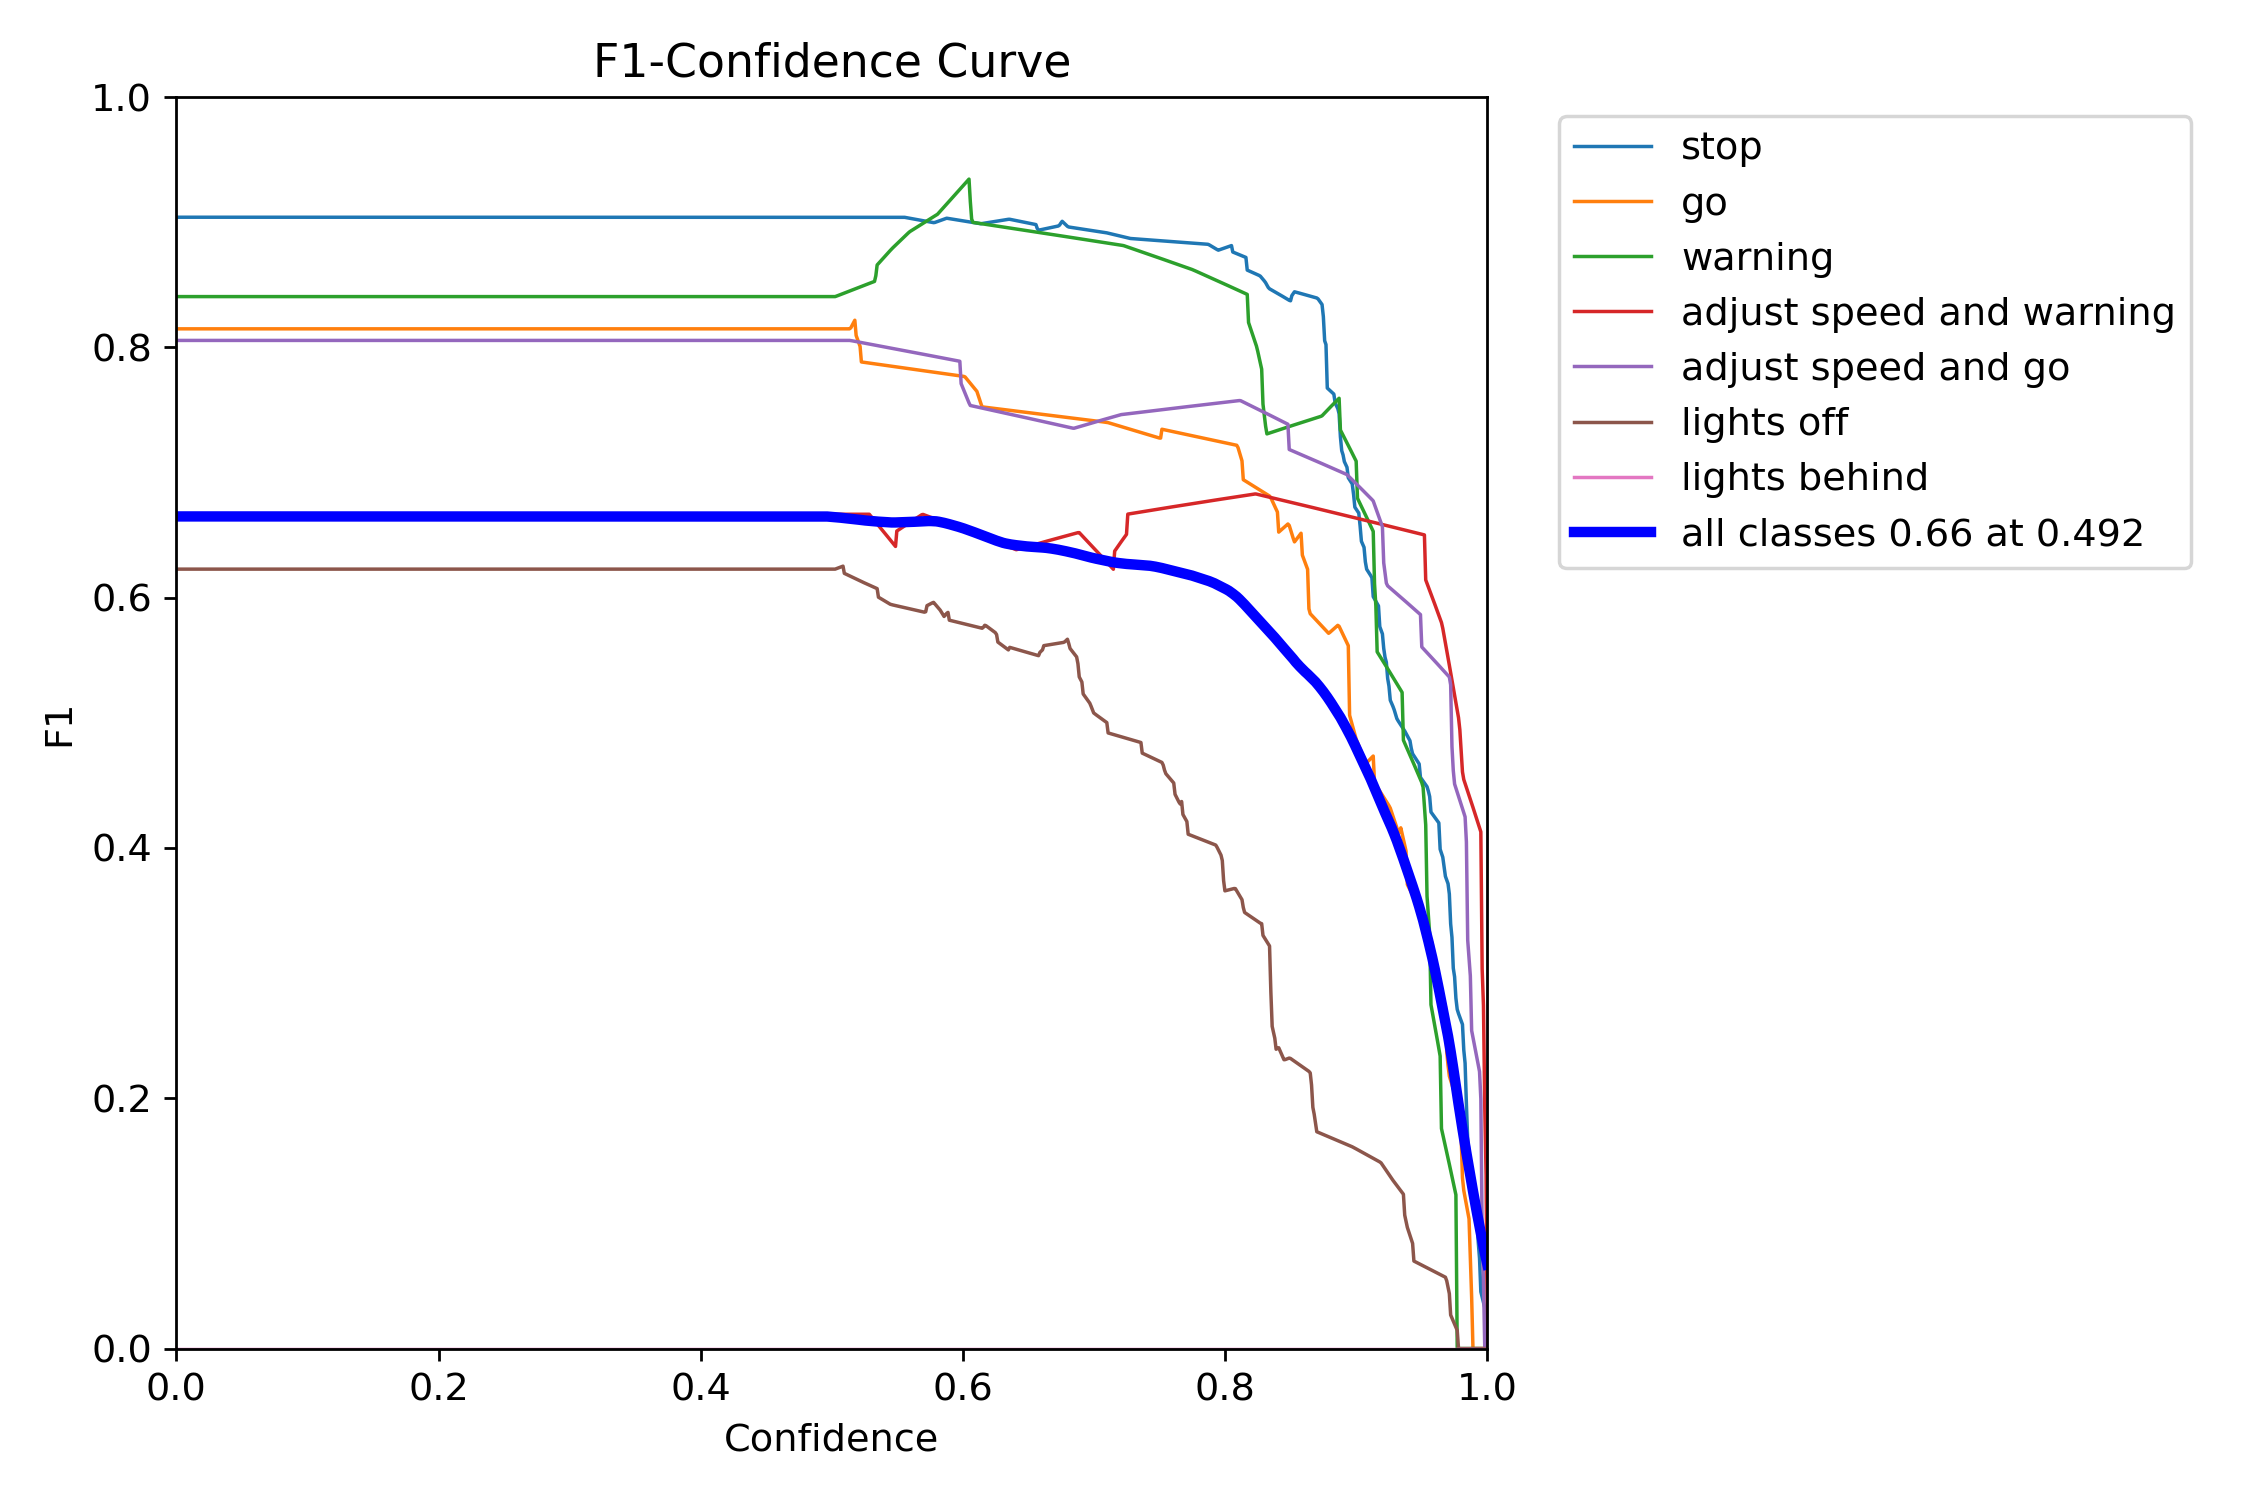 F1-Confidence Curve
1.0
0.8
0.6
0.4
0.2
0.0
F1
0.0 0.2 0.4 0.6 0.8 1.0
Confidence
stop
go
warning
adjust speed and warning
adjust speed and go
lights off
lights behind
all classes 0.66 at 0.492